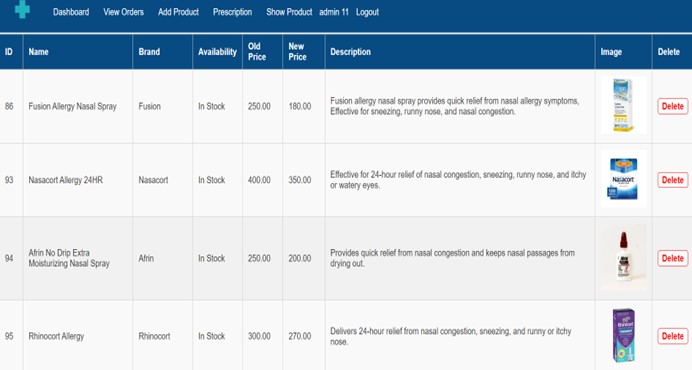 Dashboard View Orders Add Product Prescription Show Product admin 11 Logout
ID Name Brand Availability Old Price New Price Description Image Delete
86 Fusion Allergy Nasal Spray Fusion In Stock 250.00 180.00 Fusion allergy nasal spray provides quick relief from nasal allergy symptoms,
Effective for sneezing, runny nose, and nasal congestion.
Delete
93 Nasacort Allergy 24HR Nasacort In Stock 400.00 350.00 Effective for 24-hour relief of nasal congestion, sneezing, runny nose, and itchy
or watery eyes.
Nasacort
Delete
94 Afrin No Drip Extra
Moisturizing Nasal Spray
Afrin In Stock 250.00 200.00 Provides quick relief from nasal congestion and keeps nasal passages from
drying out.
Delete
95 Rhinocort Allergy Rhinocort In Stock 300.00 270.00 Delivers 24-hour relief from nasal congestion, sneezing, and runny or itchy
nose.
Delete